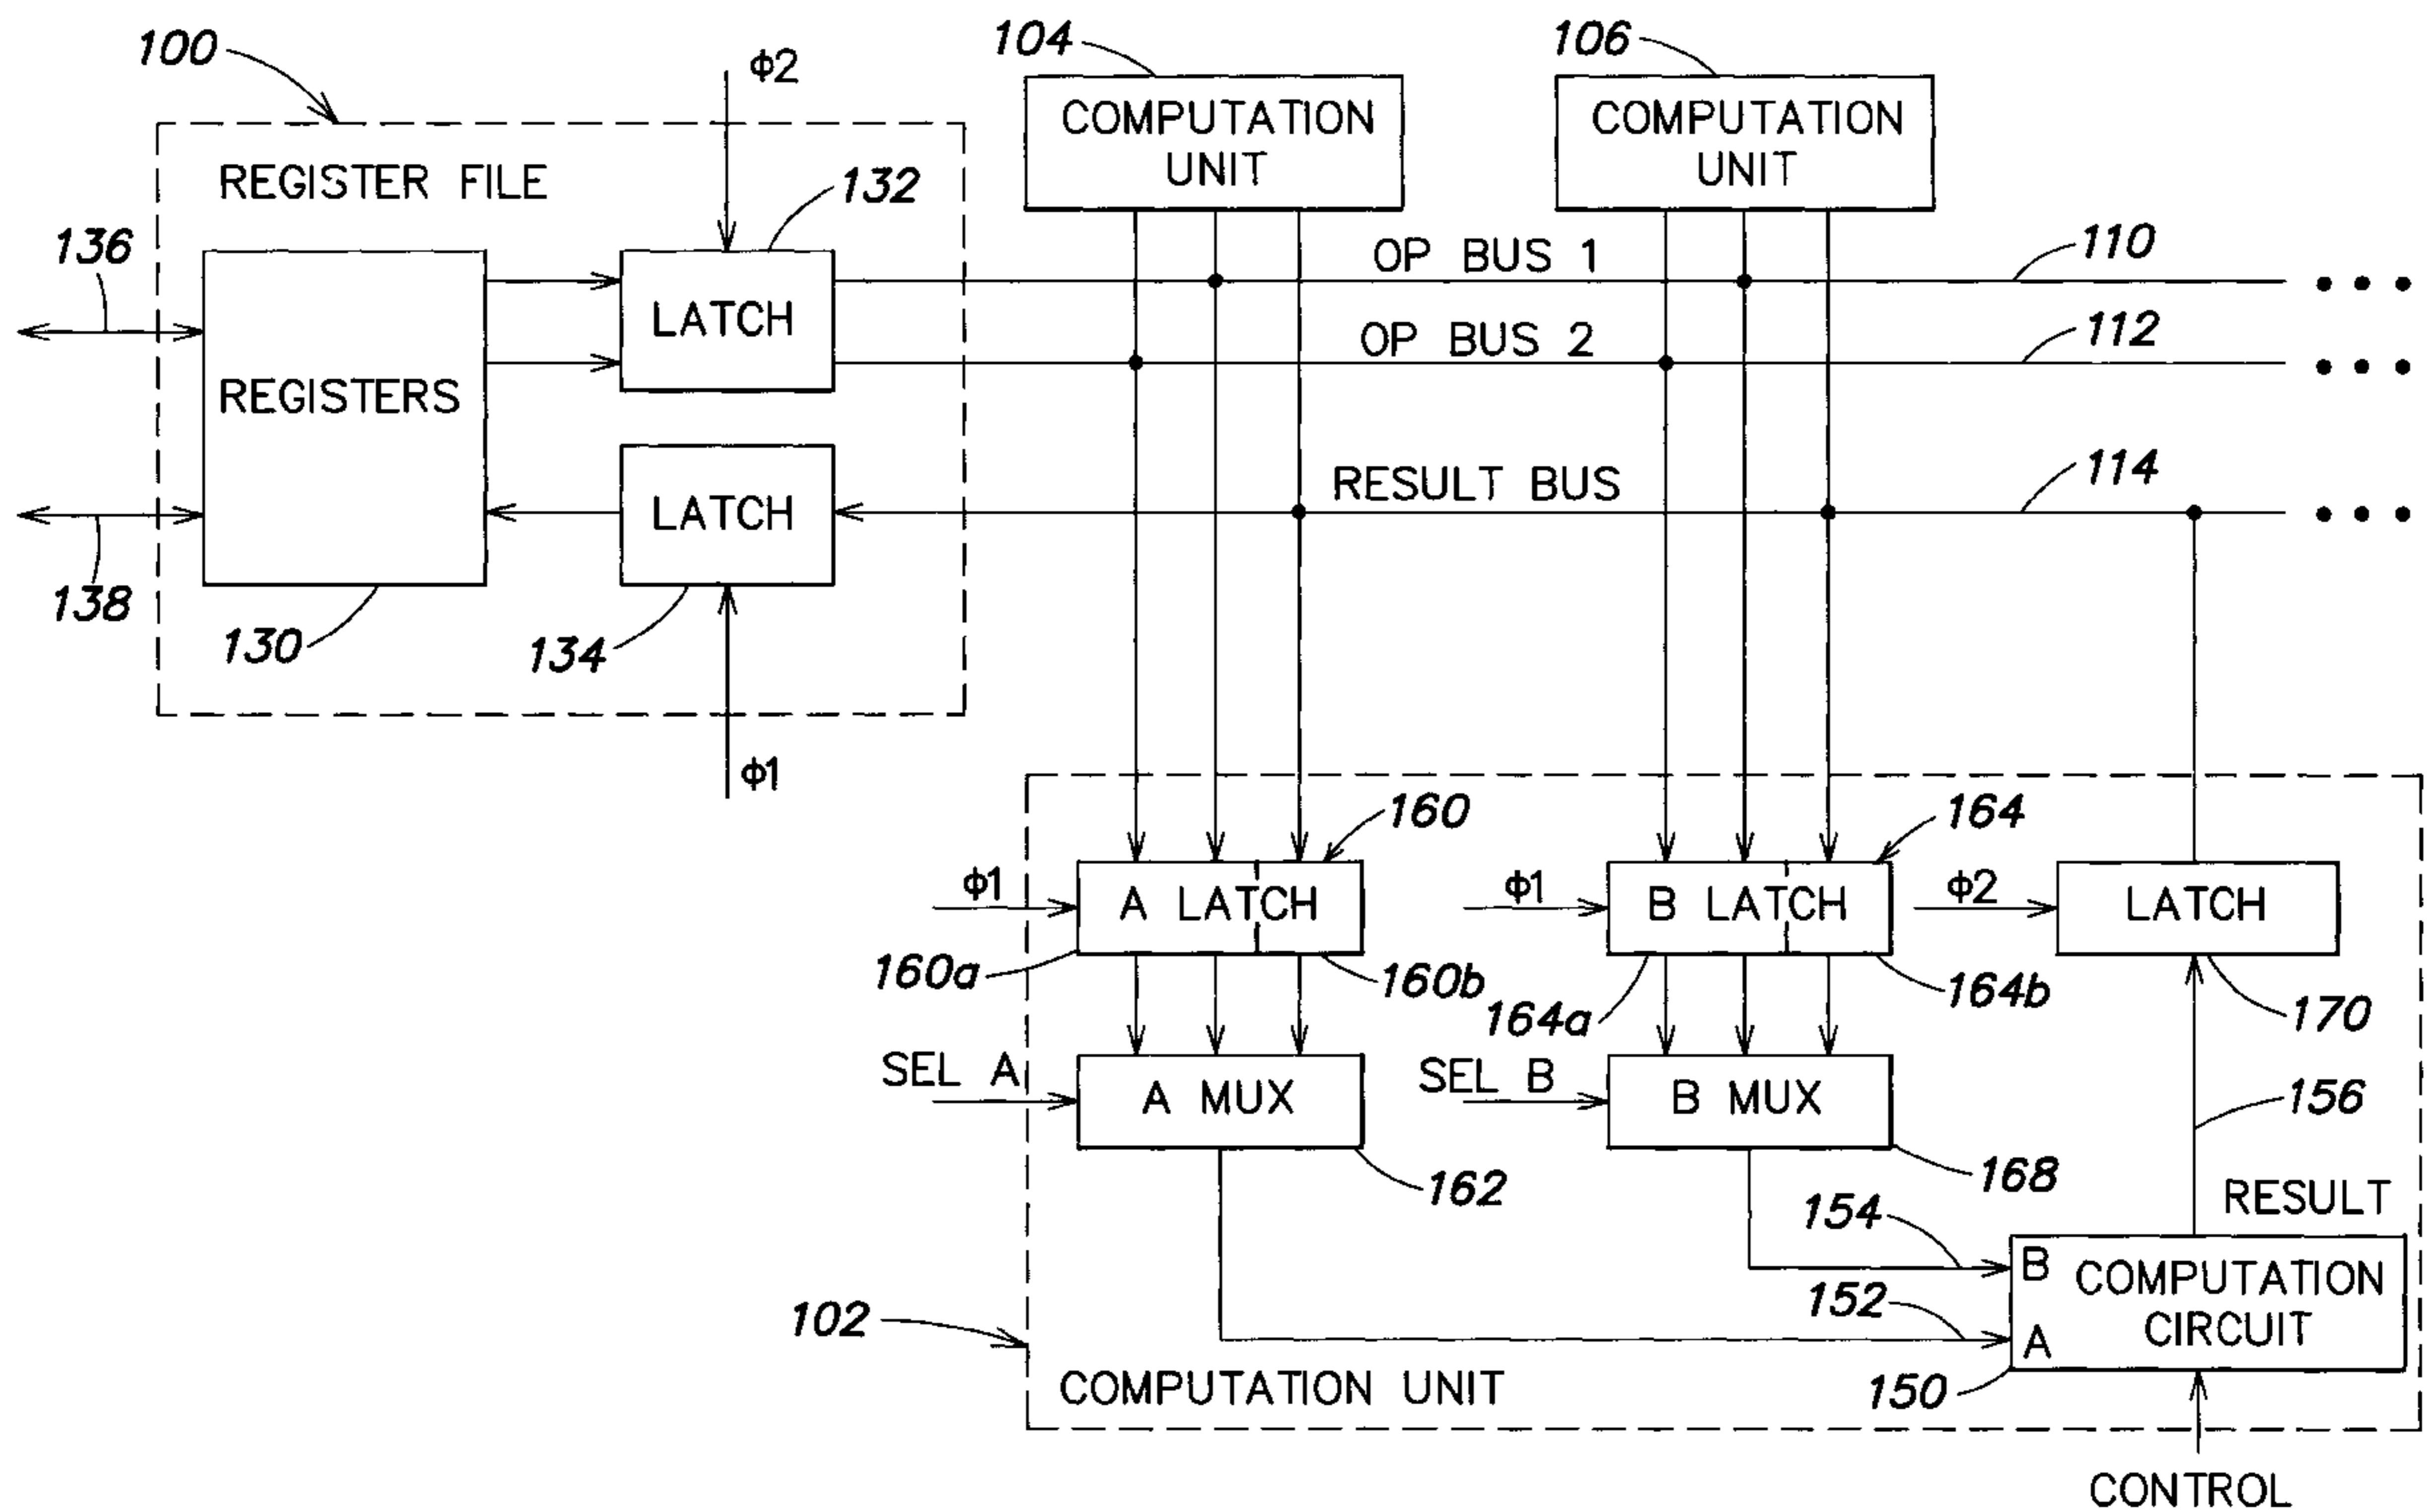 100
ϕ2
104
106
COMPUTATION
UNIT
COMPUTATION
UNIT
REGISTER FILE
132
136
LATCH
OP BUS 1
110
OP BUS 2
112
REGISTERS
LATCH
RESULT BUS
114
138
130
134
ϕ1
160
164
ϕ1
A LATCH
ϕ1
B LATCH
ϕ2
LATCH
160a
160b
164a
164b
170
SEL A
A MUX
SEL B
B MUX
156
162
168
154
RESULT
B
COMPUTATION
CIRCUIT
152
A
102
COMPUTATION UNIT
150
CONTROL